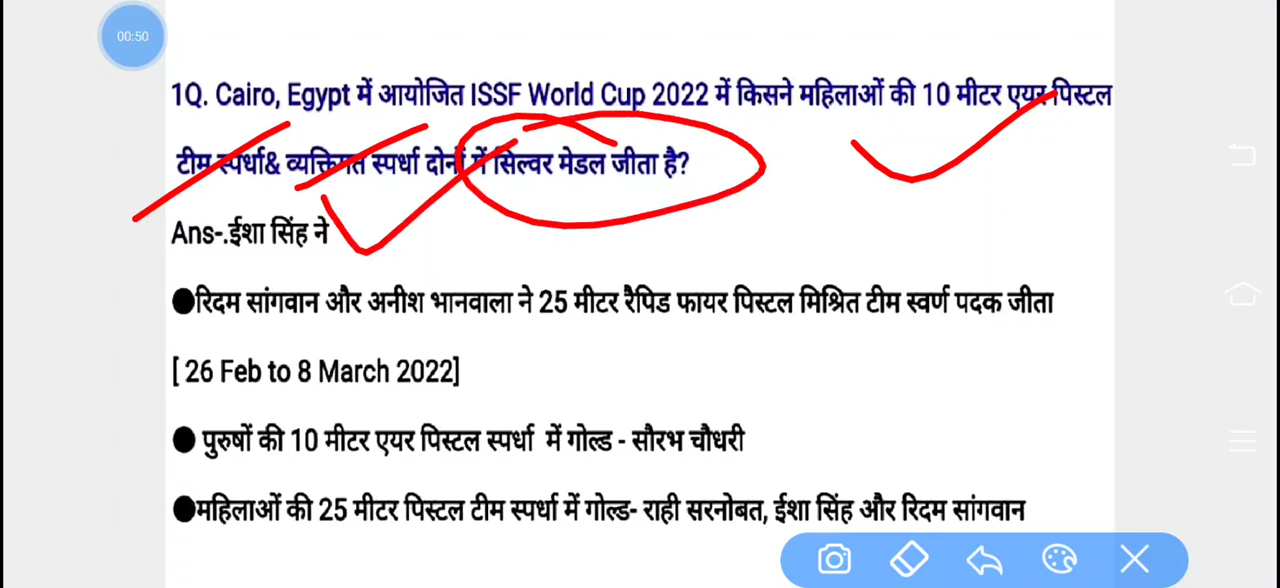 00:50
1Q. Cairo, Egypt में आयोजित ISSF World Cup 2022 में किसने महिलाओं की 10 मीटर एयर पिस्टल
टीम स्पर्धा& व्यक्तिगत स्पर्धा दोनों में सिल्वर मेडल जीता है?
Ans-.ईशा सिंह ने
●रिदम सांगवान और अनीश भानवाला ने 25 मीटर रैपिड फायर पिस्टल मिश्रित टीम स्वर्ण पदक जीता
[ 26 Feb to 8 March 2022]
● पुरुषों की 10 मीटर एयर पिस्टल स्पर्धा में गोल्ड - सौरभ चौधरी
●महिलाओं की 25 मीटर पिस्टल टीम स्पर्धा में गोल्ड- राही सरनोबत, ईशा सिंह और रिदम सांगवान